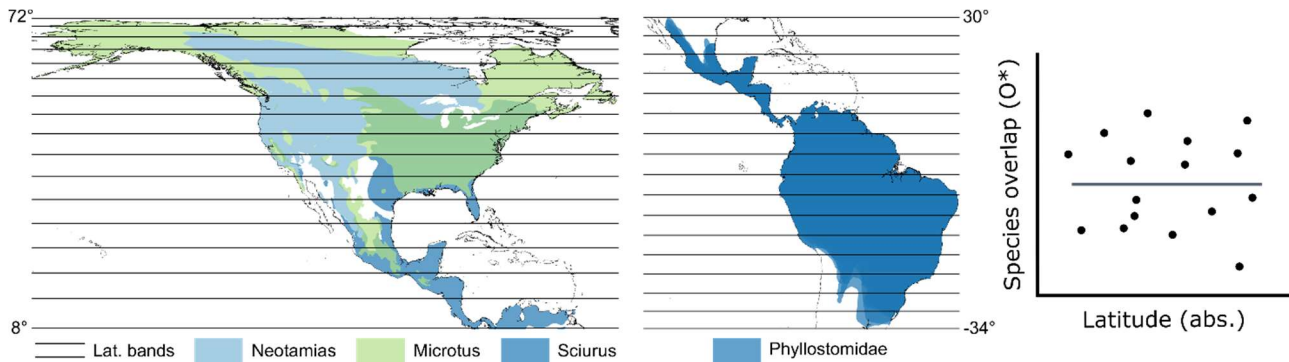 72°
8°
Lat. bands
Neotamias
Microtus
Sciurus
30°
-34°
Phyllostomidae
Species overlap (O*)
Latitude (abs.)